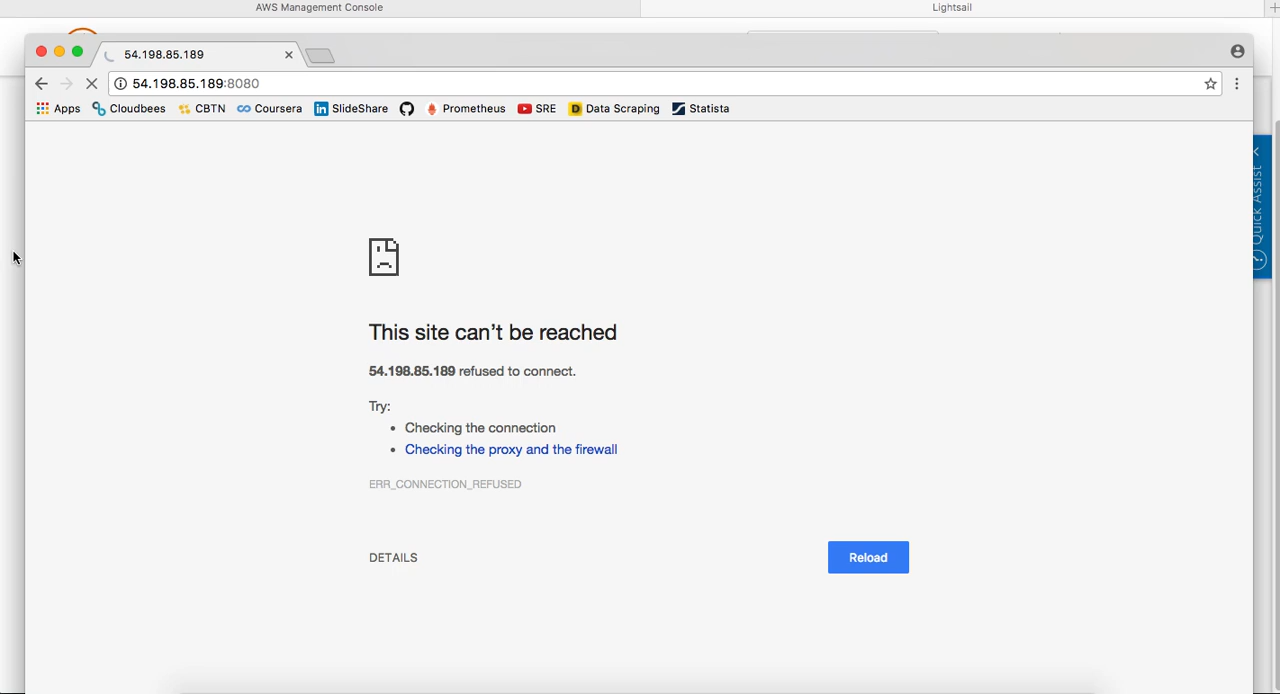 AWS Management Console
Lightsail
54.198.85.189
54.198.85.189:8080
Apps Cloudbees CBTN Coursera SlideShare Prometheus SRE Data Scraping Statista
Quick Assist
This site can’t be reached
54.198.85.189 refused to connect.
Try:
Checking the connection
Checking the proxy and the firewall
ERR_CONNECTION_REFUSED
DETAILS
Reload